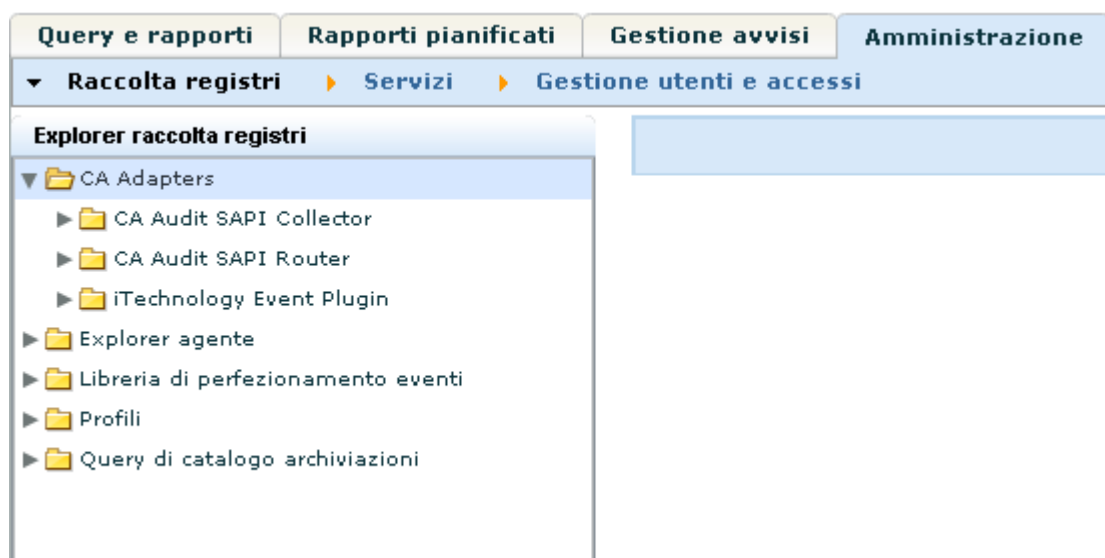 Query e rapporti Rapporti pianificati Gestione avvisi Amministrazione
Raccolta registri Servizi Gestione utenti e accessi
Explorer raccolta registri
CA Adapters
CA Audit SAPI Collector
CA Audit SAPI Router
iTechnology Event Plugin
Explorer agente
Libreria di perfezionamento eventi
Profili
Query di catalogo archiviazioni